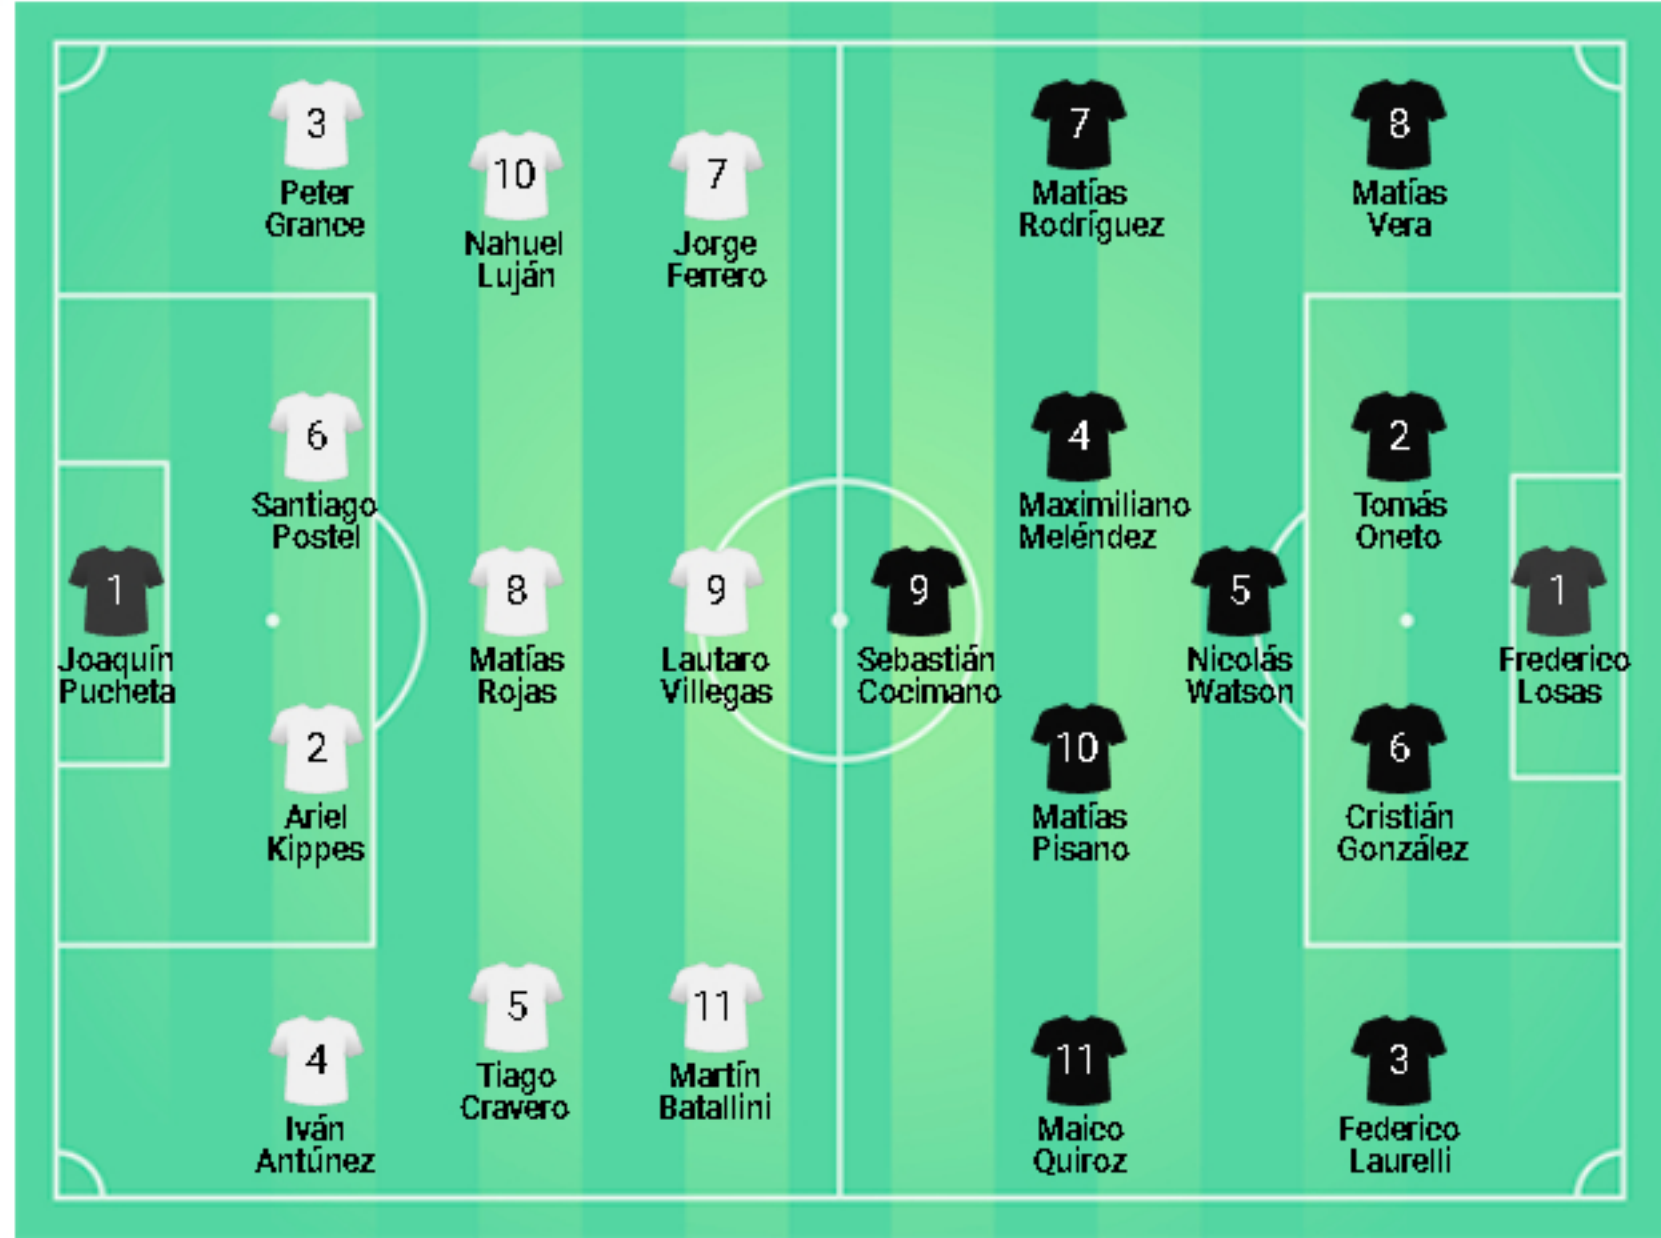 3
Peter
Grance
10
Nahuel
Luján
7
Jorge
Ferrero
7
Matías
Rodríguez
8
Matías
Vera
6
Santiago
Postel
4
Maximiliano
Meléndez
2
Tomás
Oneto
1
Joaquín
Pucheta
8
Matías
Rojas
9
Lautaro
Villegas
9
Sebastián
Cocimano
5
Nicolás
Watson
1
Frederico
Losas
2
Ariel
Kippes
10
Matías
Pisano
6
Cristián
González
5
Tiago
Cravero
11
Martín
Batallini
4
Iván
Antúnez
11
Maico
Quiroz
3
Federico
Laurelli